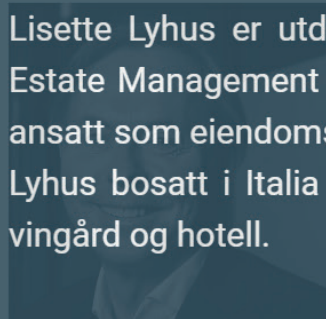 Lisette Lyhus er utd
Estate Management
ansatt som eiendoms
Lyhus bosatt i Italia
vingård og hotell.